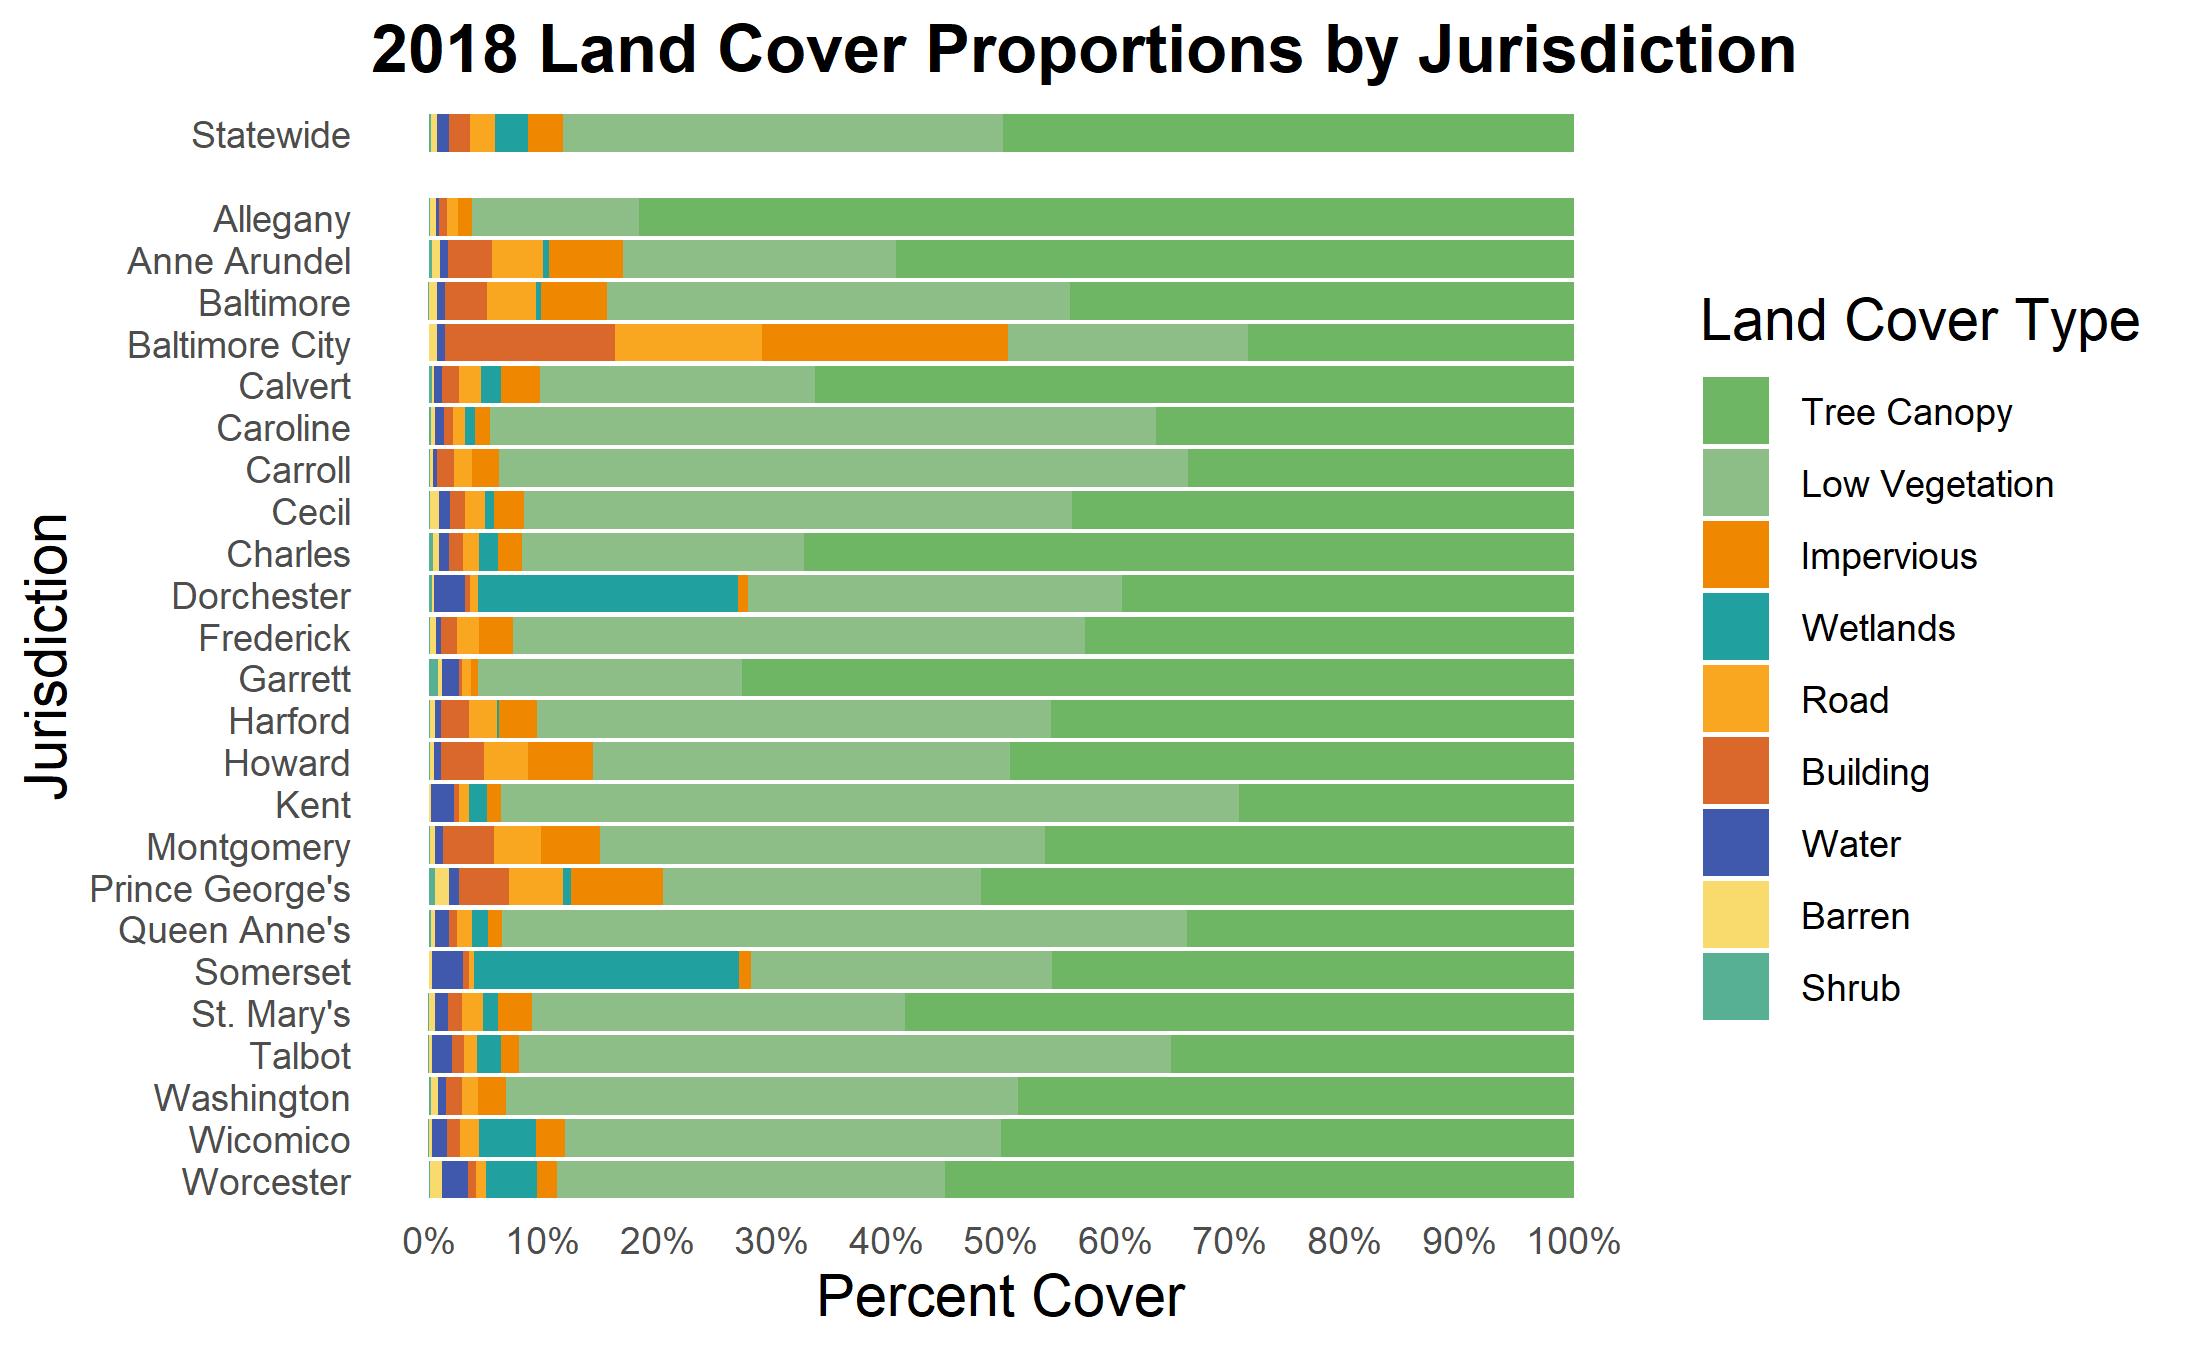 2018 Land Cover Proportions by Jurisdiction
Statewide
Allegany
Anne Arundel
Baltimore
Baltimore City
Calvert
Caroline
Carroll
Cecil
Charles
Dorchester
Frederick
Garrett
Harford
Howard
Kent
Montgomery
Prince George's
Queen Anne's
Somerset
St. Mary's
Talbot
Washington
Wicomico
Worcester
Jurisdiction
0% 10% 20% 30% 40% 50% 60% 70% 80% 90% 100%
Percent Cover
Land Cover Type
Tree Canopy
Low Vegetation
Impervious
Wetlands
Road
Building
Water
Barren
Shrub